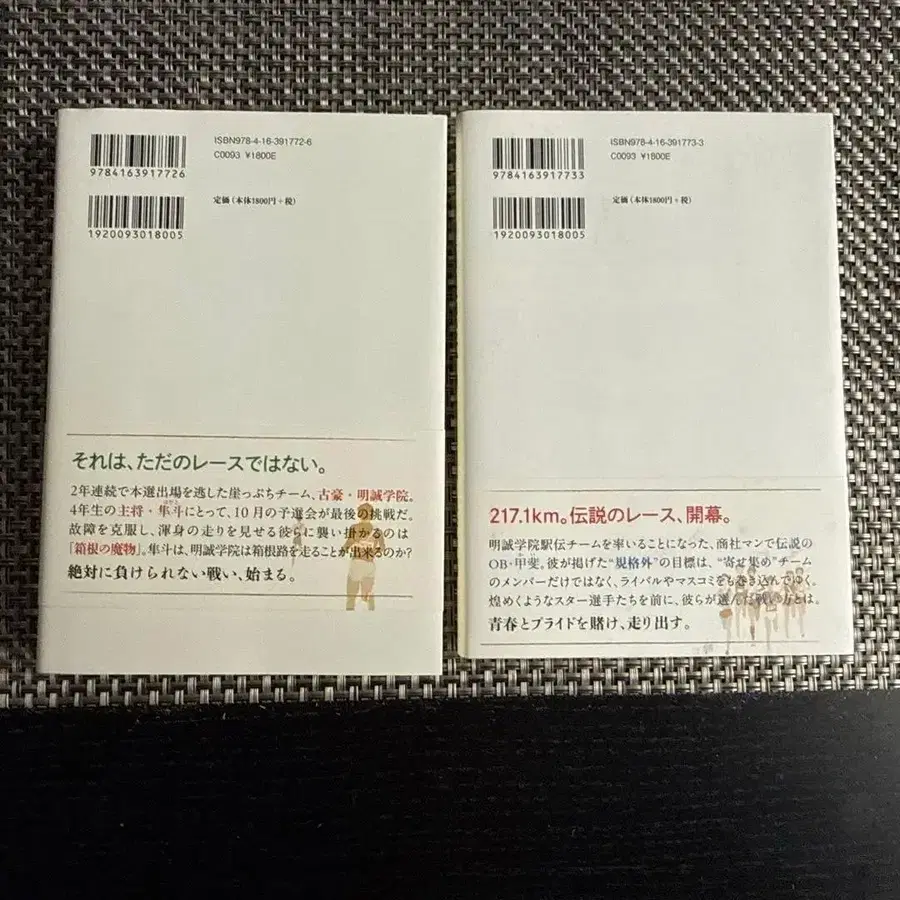 ISBN978-4-16-391772-6
C0093 ¥1800E
9784163917726
定価(本体1800円+税)
1920093018005
それは、ただのレースではない。
2年連続で本選出場を逃した崖っぷちチーム、古豪・明誠学院。
はやと
4年生の主将・隼斗にとって、10月の予選会が最後の挑戦だ。
故障を克服し、渾身の走りを見せる彼らに襲い掛かるのは
「箱根の魔物」。隼斗は、明誠学院は箱根路を走ることが出来るのか?
絶対に負けられない戦い、始まる。
ISBN978-4-16-391773-3
C0093 ¥1800E
9784163917733
定価(本体1800円+税)
1920093018005
217.1km。伝説のレース、開幕。
明誠学院駅伝チームを率いることになった、商社マンで伝説の
OB・甲斐。彼が掲げた“規格外”の目標は、“寄せ集め”チーム
のメンバーだけではなく、ライバルやマスコミをも巻き込んでゆく。
煌めくようなスター選手たちを前に、彼らが選んだ戦い方とは。
青春とプライドを賭け、走り出す。